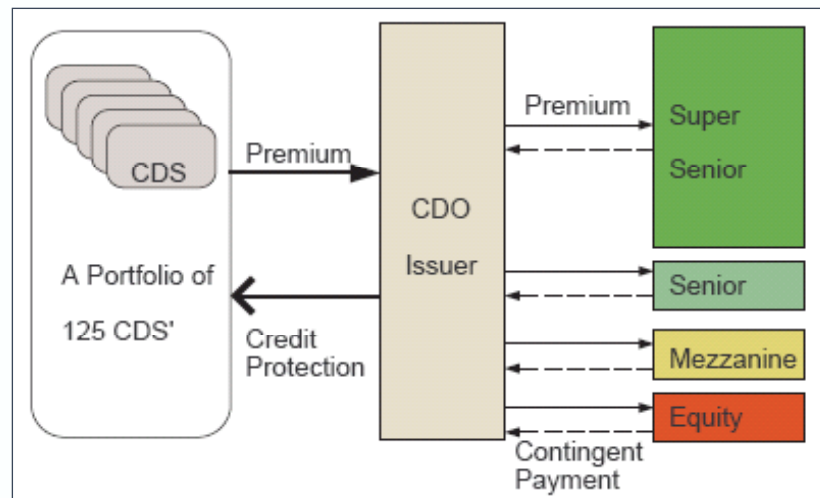 CDS
A Portfolio of
125 CDS'
Premium
Credit
Protection
CDO
Issuer
Premium
Contingent
Payment
Super
Senior
Senior
Mezzanine
Equity